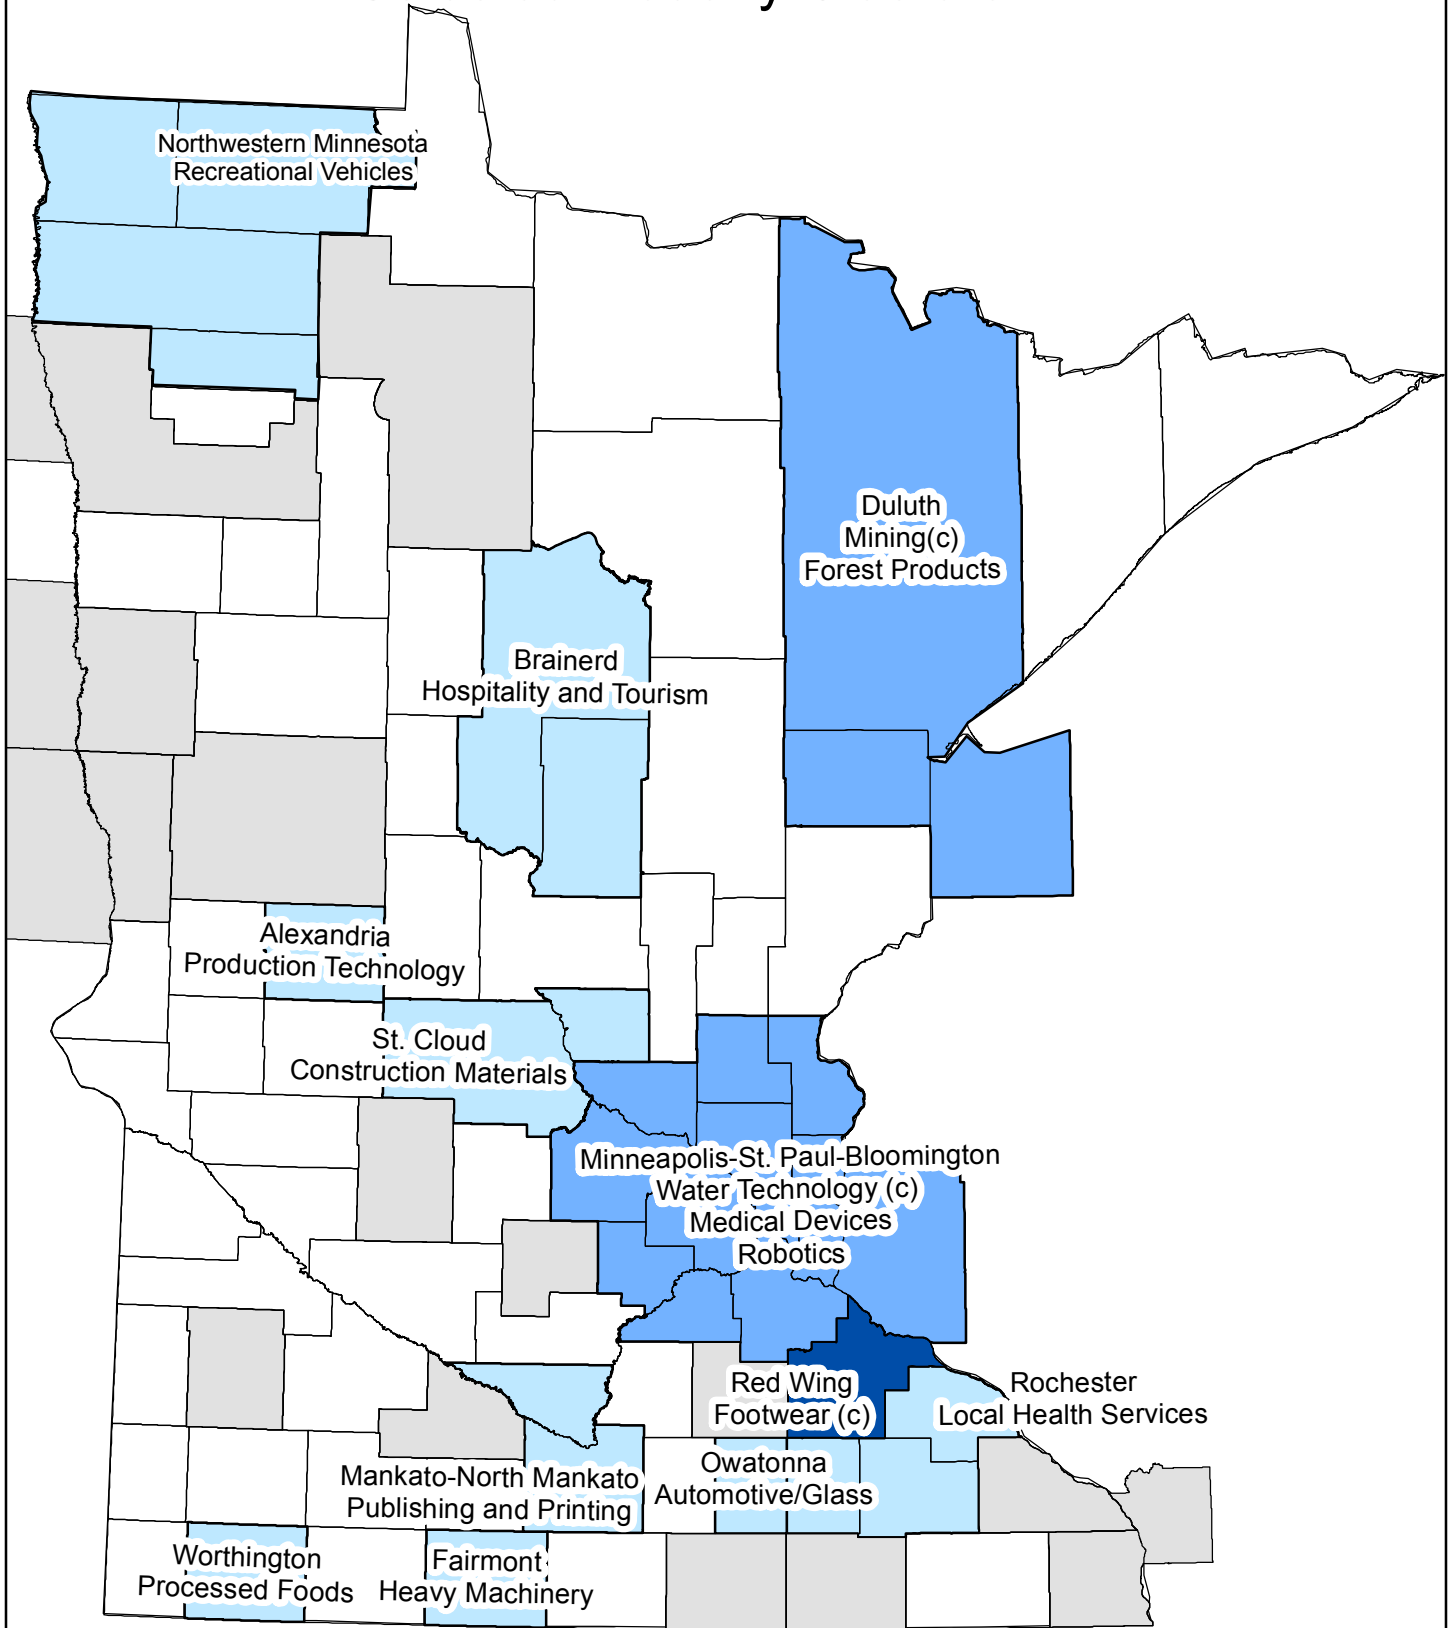 Northwestern Minnesota
Recreational Vehicles
Duluth
Mining(c)
Forest Products
Brainerd
Hospitality and Tourism
Alexandria
Production Technology
St. Cloud
Construction Materials
Minneapolis-St. Paul-Bloomington
Water Technology (c)
Medical Devices
Robotics
Red Wing
Footwear (c)
Rochester
Local Health Services
Owatonna
Automotive/Glass
Mankato-North Mankato
Publishing and Printing
Worthington
Processed Foods
Fairmont
Heavy Machinery